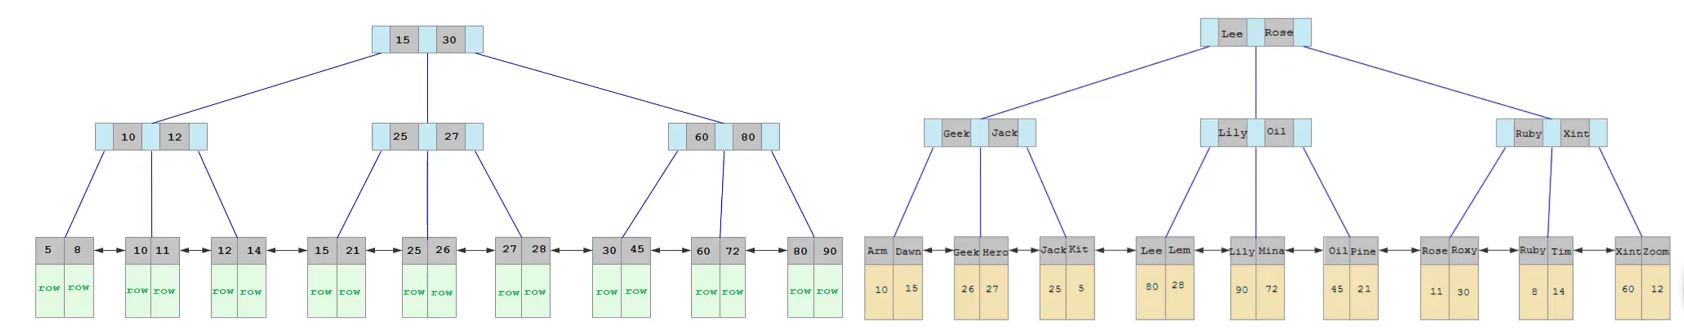 15 30
10 12
25 27
60 80
5 8 10 11 12 14 15 21 25 26 27 28 30 45 60 72 80 90
row row row row row row row row row row row row row row row row row row
Lee Rose
Geek Jack
Lily Oil
Ruby Xint
Arm Dawn Geek Hero Jack Kit Lee Lem Lily Mina Oil Pine Rose Roxy Ruby Tim Xint Zoom
10 15 26 27 25 5 80 28 90 72 45 21 11 30 8 14 60 12